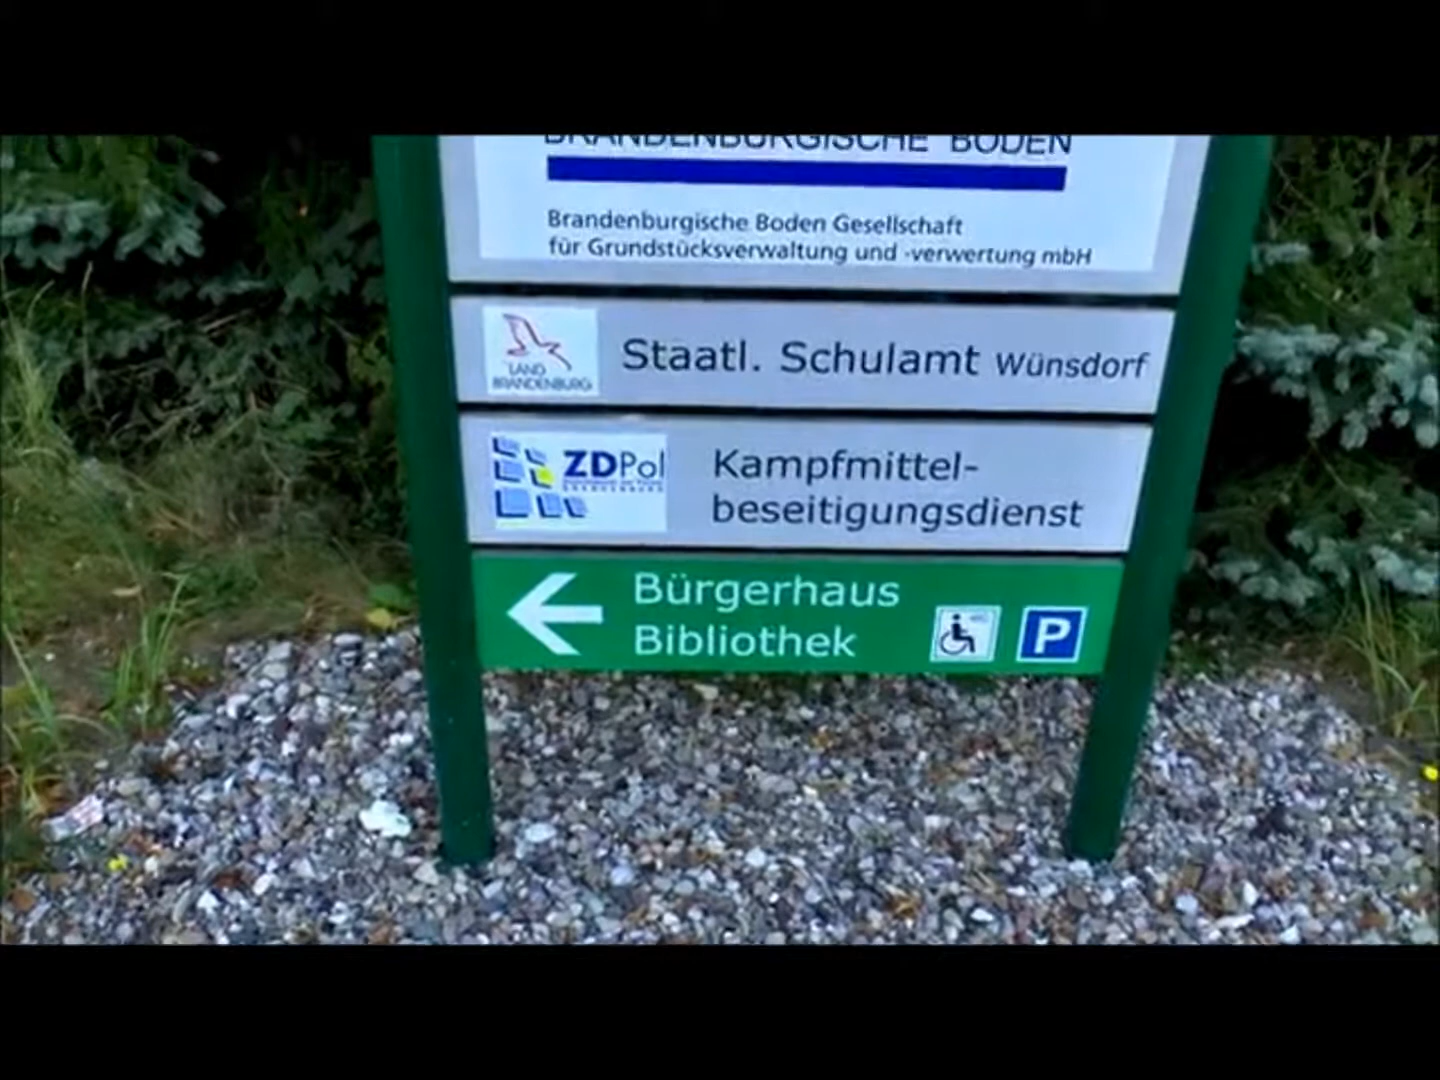 BRANDENBURGISCHE BODEN
Brandenburgische Boden Gesellschaft
für Grundstücksverwaltung und -verwertung mbH
LAND
BRANDENBURG
Staatl. Schulamt Wünsdorf
ZDPol
Kampfmittel-
beseitigungsdienst
Bürgerhaus
Bibliothek
P